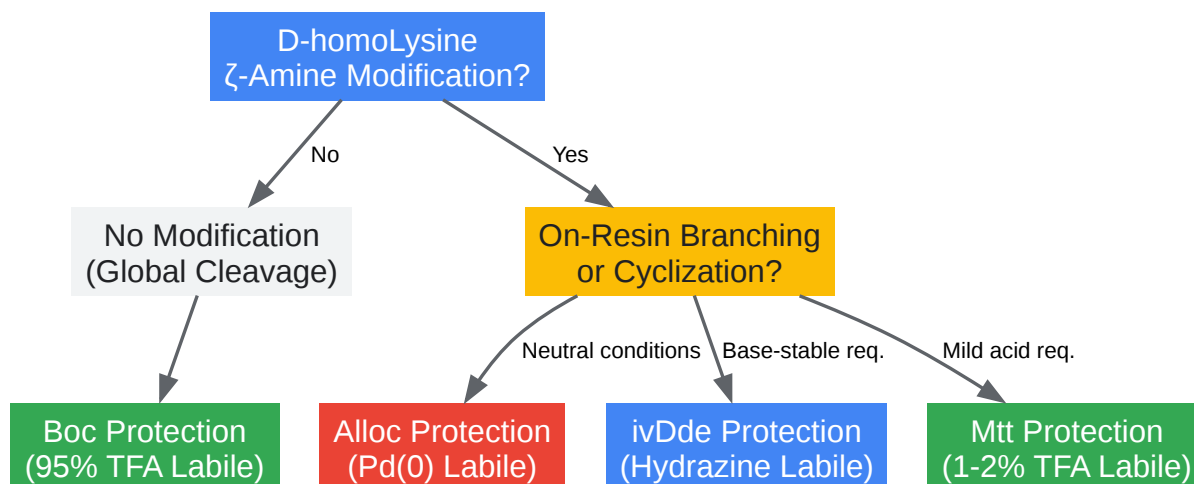 D-homoLysine
ζ-Amine Modification?
No
Yes
No Modification
(Global Cleavage)
On-Resin Branching
or Cyclization?
Neutral conditions
Base-stable req.
Mild acid req.
Boc Protection
(95% TFA Labile)
Alloc Protection
(Pd(0) Labile)
ivDde Protection
(Hydrazine Labile)
Mtt Protection
(1-2% TFA Labile)